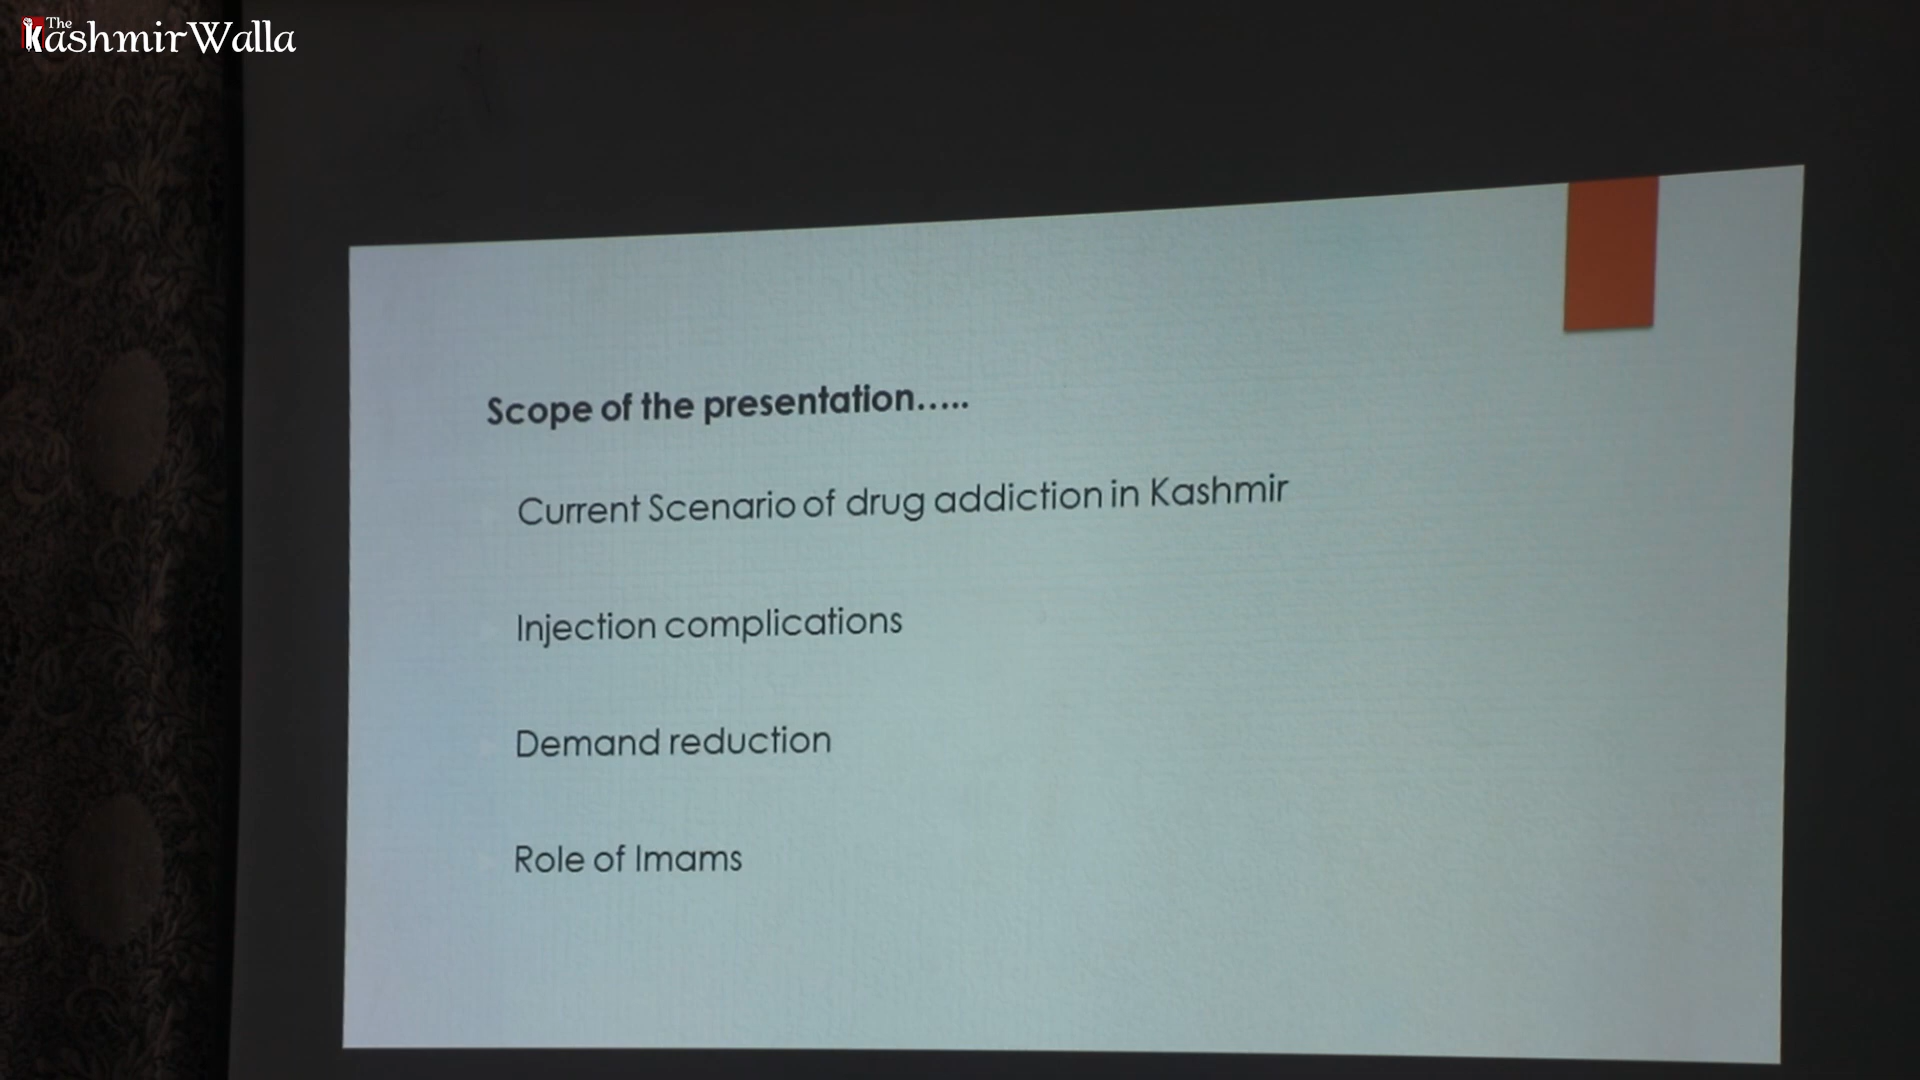 The
KashmirWalla
Scope of the presentation.....
Current Scenario of drug addiction in Kashmir
Injection complications
Demand reduction
Role of Imams